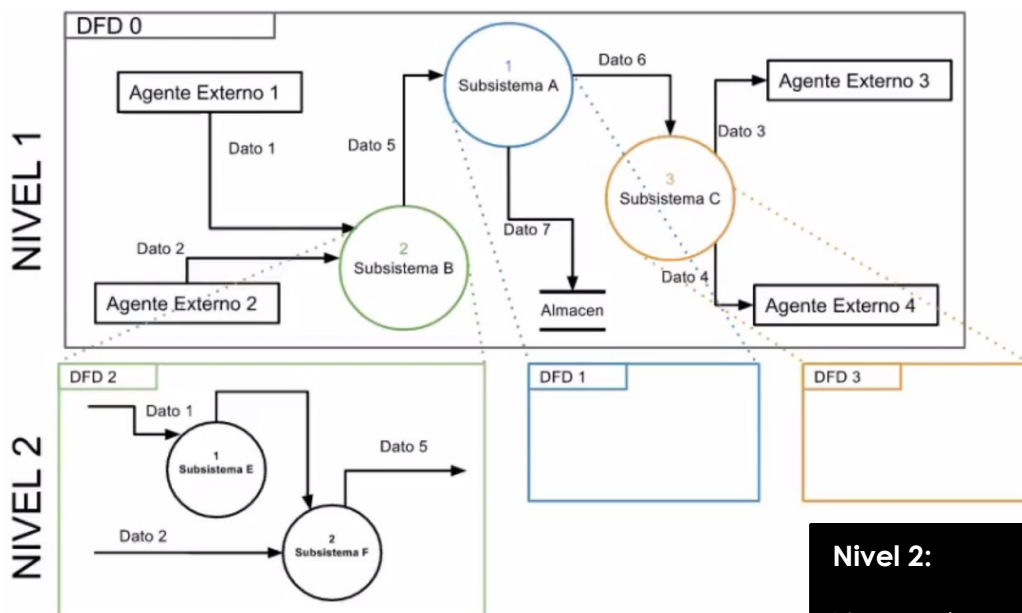 DFD 0
NIVEL 1
Agente Externo 1
Dato 1
Dato 2
Agente Externo 2
Dato 5
2
Subsistema B
1
Subsistema A
Dato 6
Dato 7
Almacen
3
Subsistema C
Dato 3
Agente Externo 3
Dato 4
Agente Externo 4
NIVEL 2
DFD 2
Dato 1
1
Subsistema E
Dato 5
Dato 2
2
Subsistema F
DFD 1
DFD 3
Nivel 2: